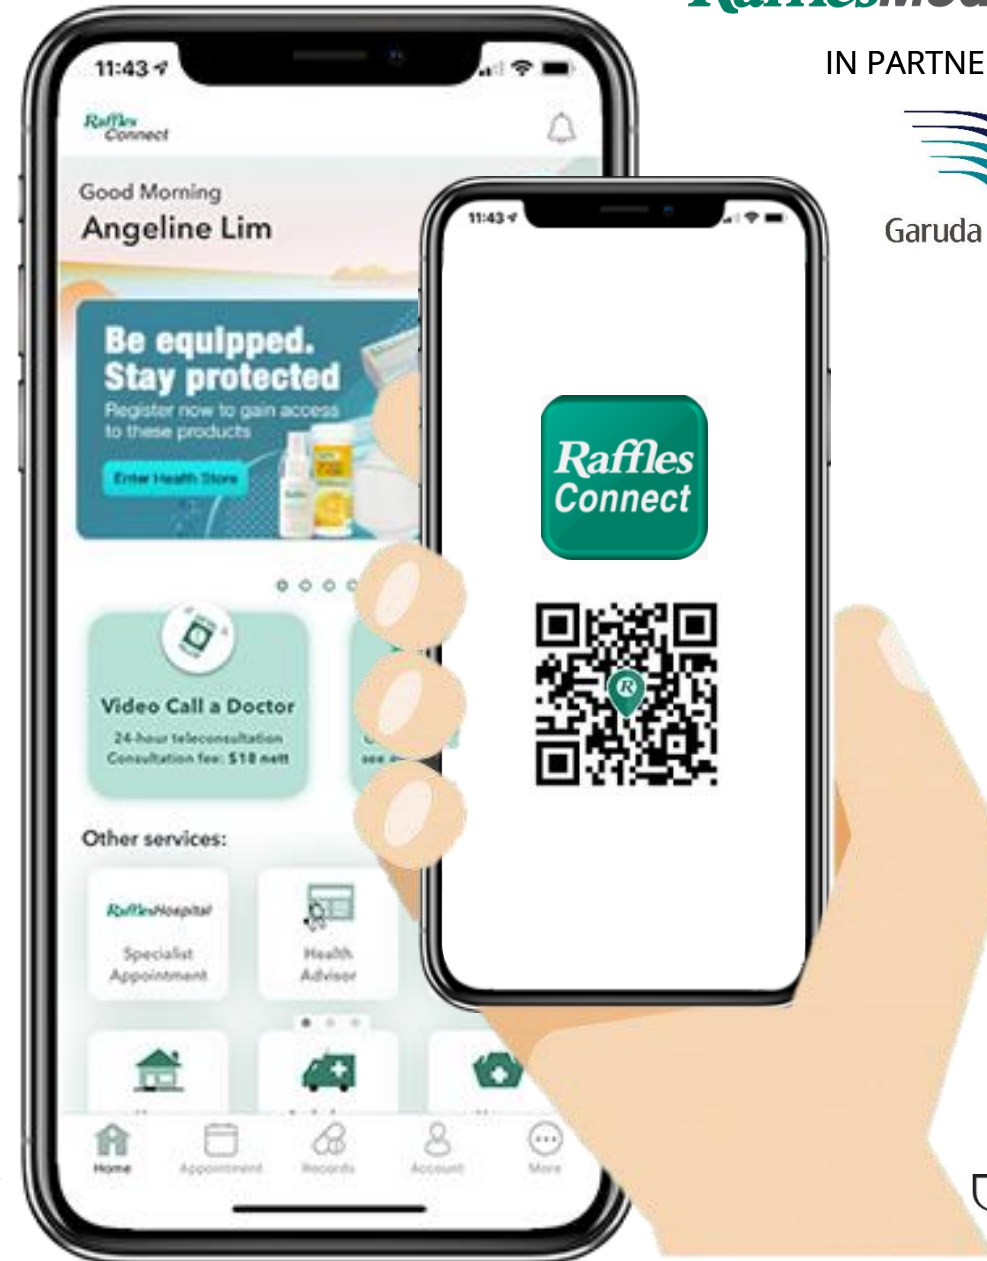 IN PARTNE
Garuda
11:43
Raffles
Connect
Good Morning
Angeline Lim
Be equipped.
Stay protected
Register now to gain access
to these products
Enter Health Store
Video Call a Doctor
24-hour teleconsultation
Consultation fee: $18 nett
see
Other services:
RafflesHospital
Specialist
Appointment
Health
Advisor
Home
Appointment
Records
Account
More
11:43
Raffles
Connect
R